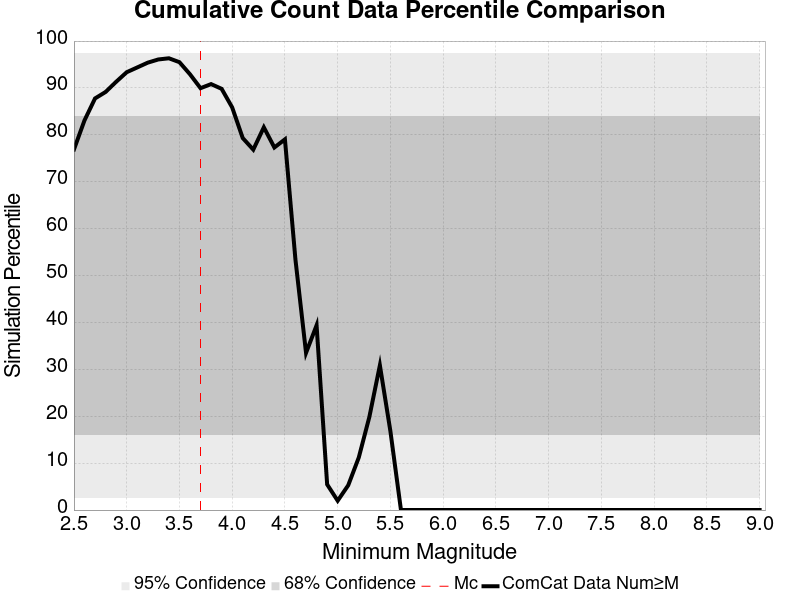 Cumulative Count Data Percentile Comparison
100
90
80
70
60
50
40
30
20
10
0
Simulation Percentile
2.5 3.0 3.5 4.0 4.5 5.0 5.5 6.0 6.5 7.0 7.5 8.0 8.5 9.0
Minimum Magnitude
95% Confidence 68% Confidence Mc ComCat Data Num≥M